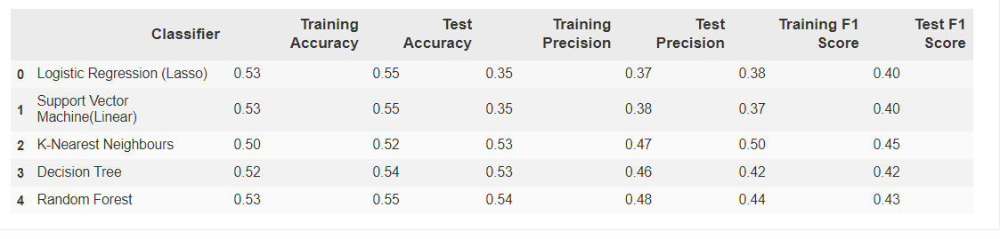 Classifier Training Accuracy Test Accuracy Training Precision Test Precision Training F1 Score Test F1 Score
0 Logistic Regression (Lasso) 0.53 0.55 0.35 0.37 0.38 0.40
1 Support Vector Machine(Linear) 0.53 0.55 0.35 0.38 0.37 0.40
2 K-Nearest Neighbours 0.50 0.52 0.53 0.47 0.50 0.45
3 Decision Tree 0.52 0.54 0.53 0.46 0.42 0.42
4 Random Forest 0.53 0.55 0.54 0.48 0.44 0.43